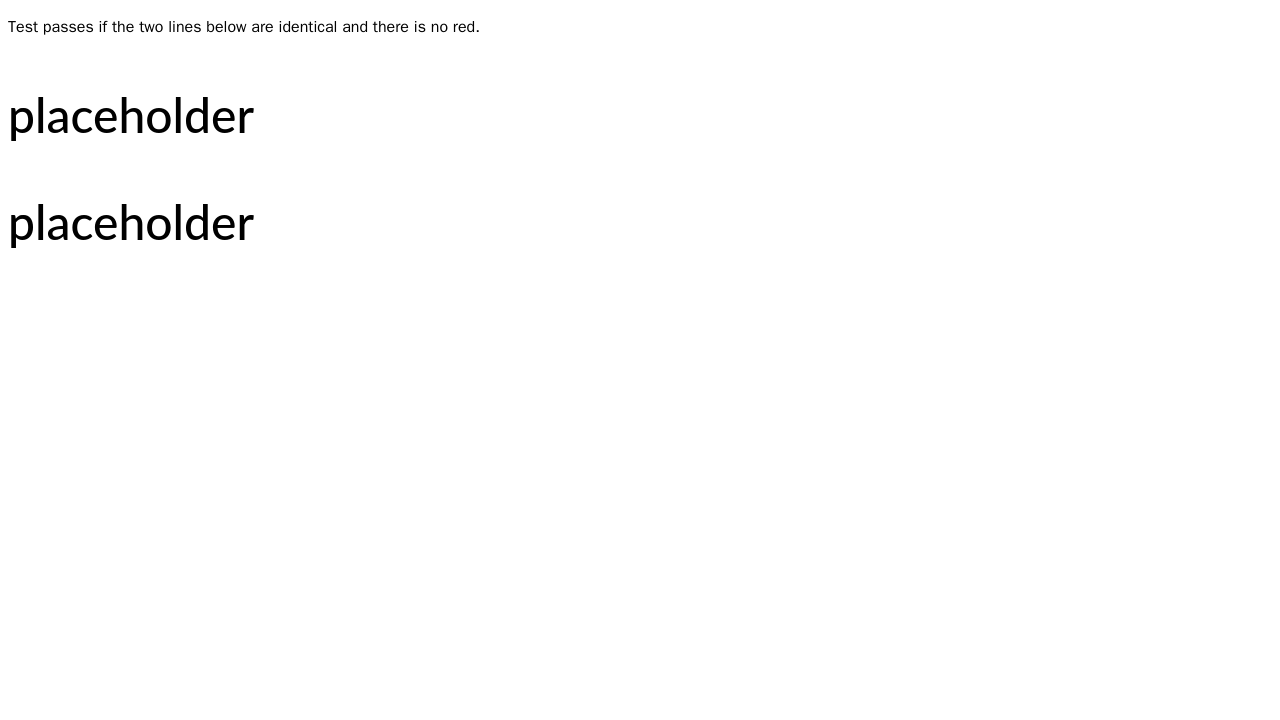 Test passes if the two lines below are identical and there is no red.
placeholder
placeholder